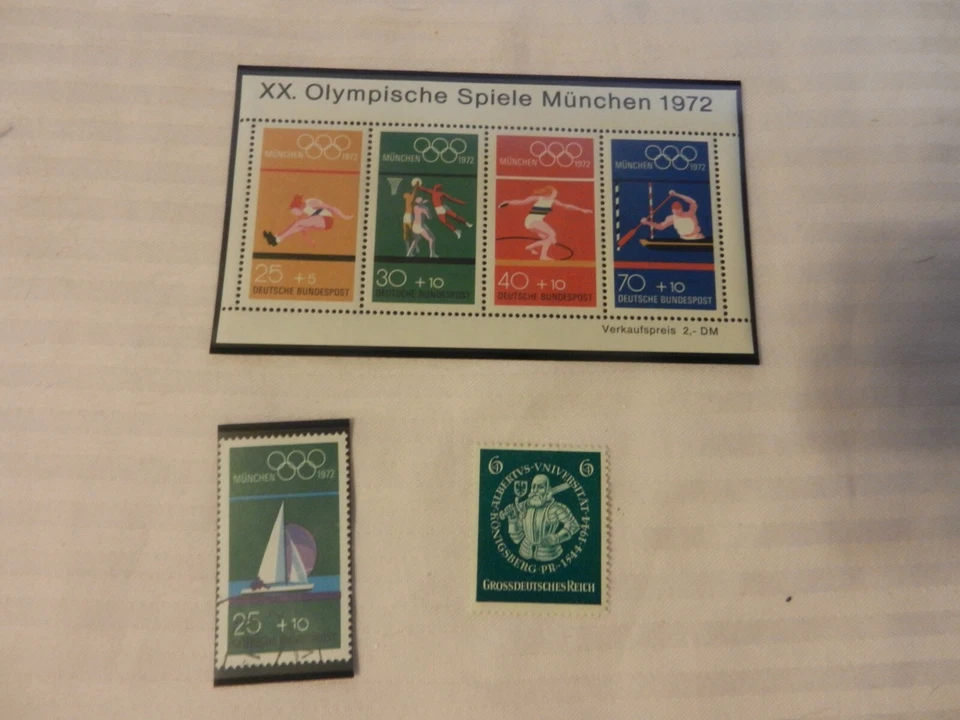 XX. Olympische Spiele München 1972
MÜNCHEN 1972
25 +5
DEUTSCHE BUNDESPOST
MÜNCHEN 1972
30 +10
DEUTSCHE BUNDESPOST
MÜNCHEN 1972
40 +10
DEUTSCHE BUNDESPOST
MÜNCHEN 1972
70 +10
DEUTSCHE BUNDESPOST
Verkaufspreis 2,- DM
MÜNCHEN 1972
25 +10
6 6
ALBERTVS-VNIVERSITÄT
KÖNIGSBERG-PR-1544-1944
GROSSDEUTSCHES REICH